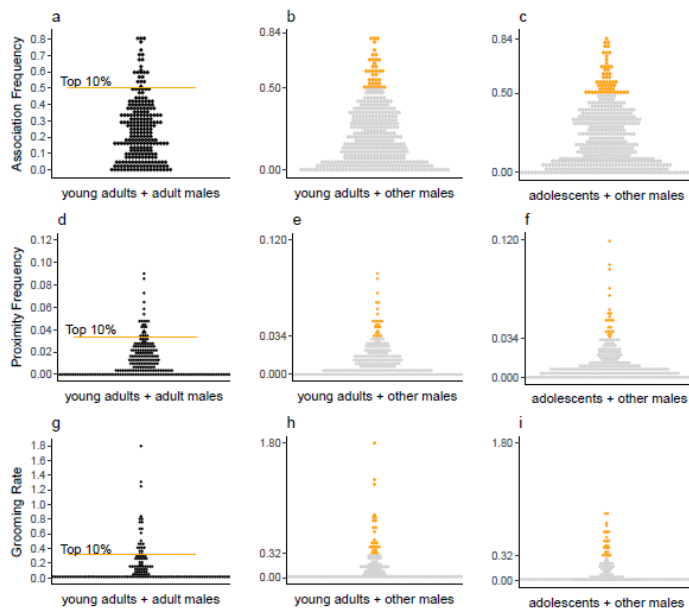 a
b
c
Association Frequency
0.8
0.7
0.6
0.5
0.4
0.3
0.2
0.1
0.0
Top 10%
young adults + adult males
0.84
0.50
0.00
young adults + other males
0.84
0.50
0.00
adolescents + other males
d
e
f
Proximity Frequency
0.12
0.10
0.08
0.06
0.04
0.02
0.00
Top 10%
young adults + adult males
0.120
0.034
0.000
young adults + other males
0.120
0.034
0.000
adolescents + other males
g
h
i
Grooming Rate
1.8
1.6
1.4
1.2
1.0
0.8
0.6
0.4
0.2
0.0
Top 10%
young adults + adult males
1.80
0.32
0.00
young adults + other males
1.80
0.32
0.00
adolescents + other males